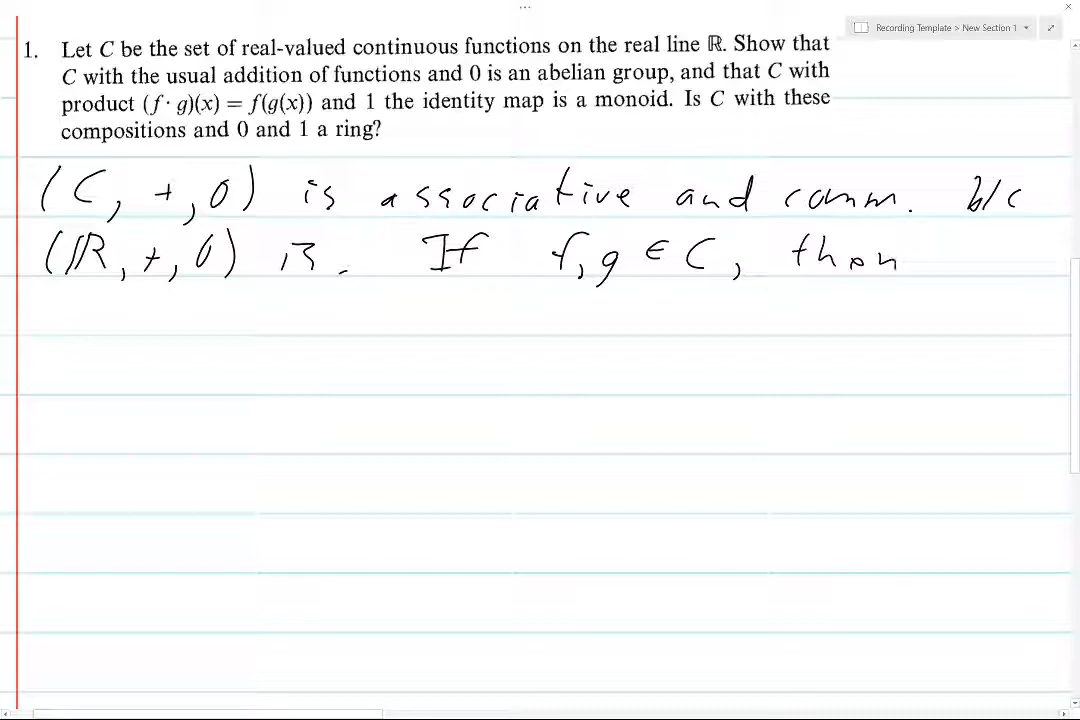 Recording Template > New Section 1
1. Let C be the set of real-valued continuous functions on the real line ℝ. Show that
C with the usual addition of functions and 0 is an abelian group, and that C with
product (f · g)(x) = f(g(x)) and 1 the identity map is a monoid. Is C with these
compositions and 0 and 1 a ring?
(C, +, 0) is associative and comm. b/c
(ℝ, +, 0) is. If f, g ∈ C, then